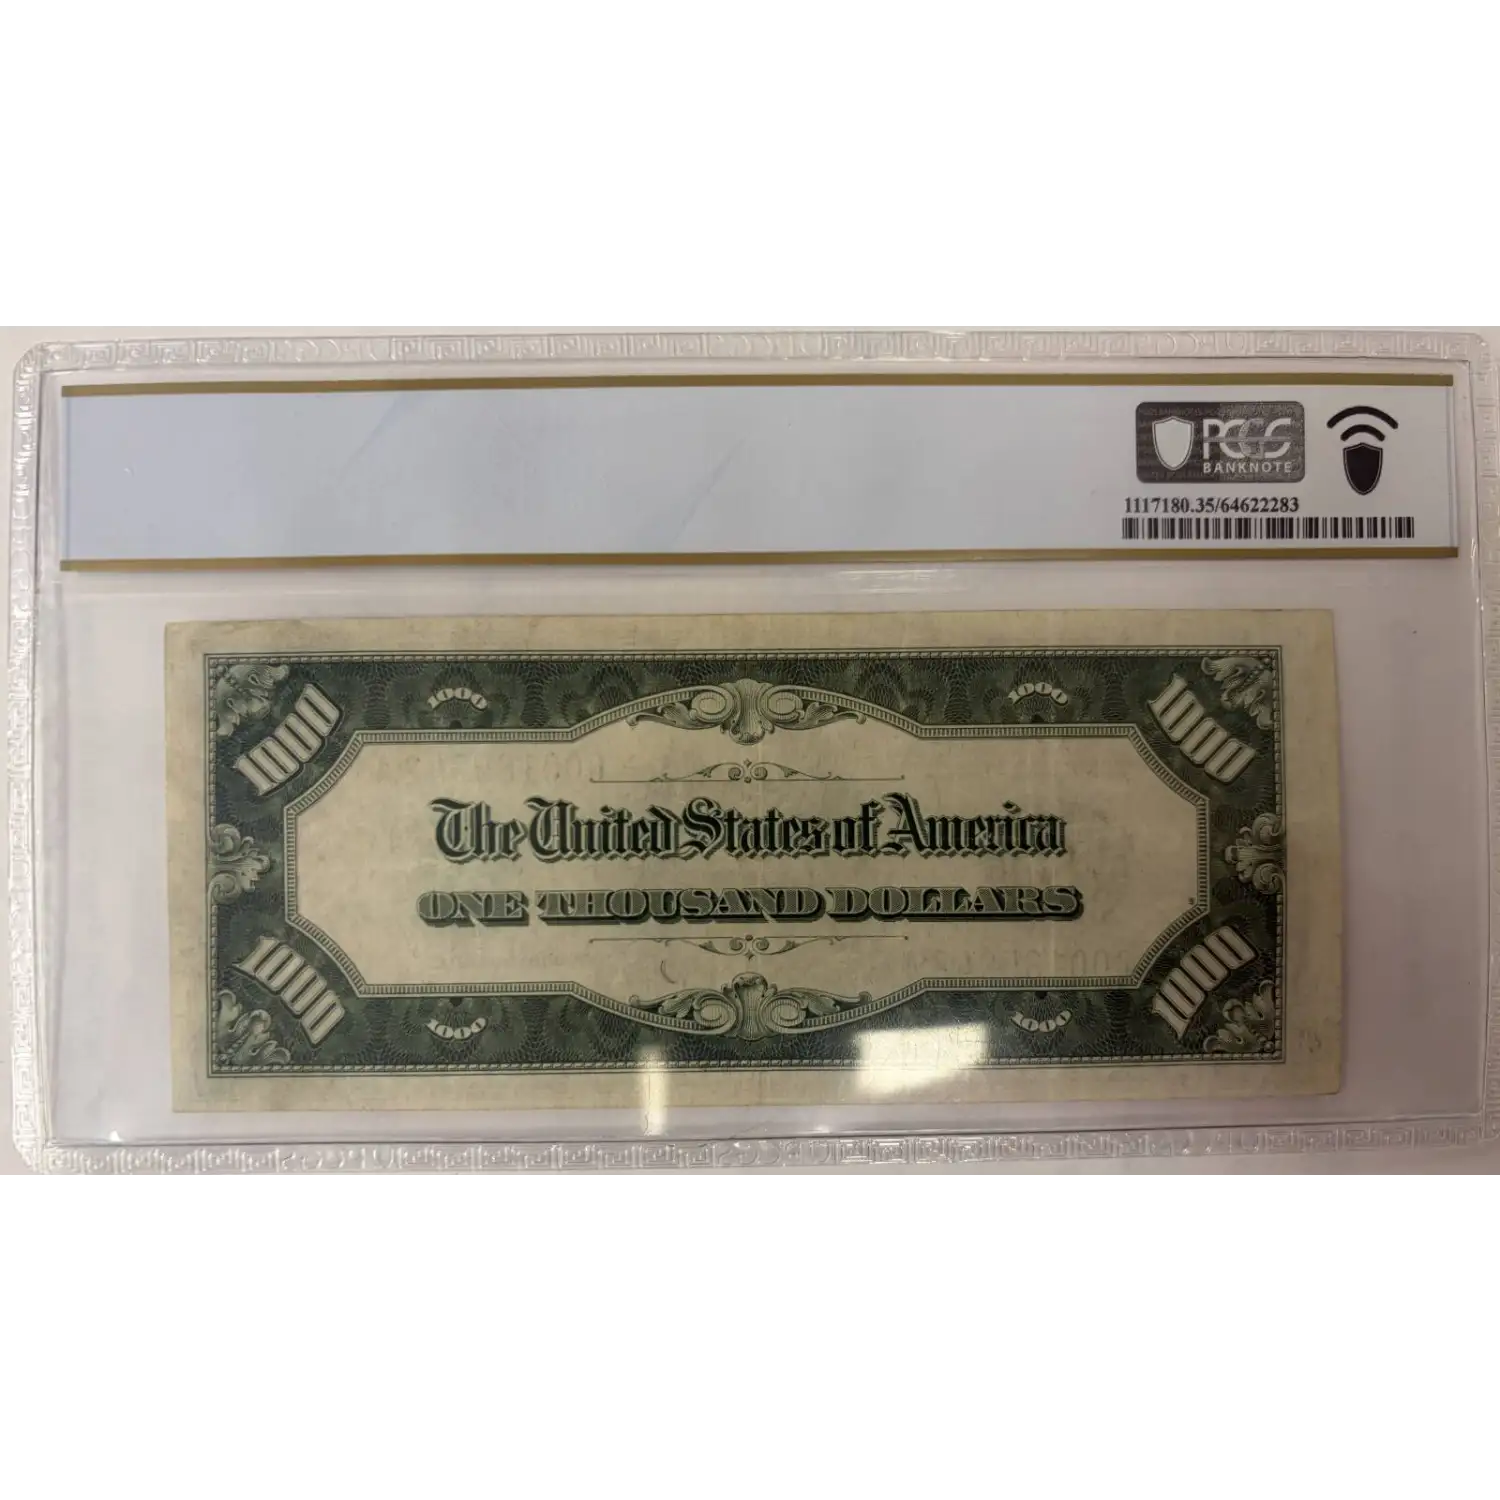 PCGS
BANKNOTE
1117180.35/64622283
1000 1000 1000 1000
The United States of America
ONE THOUSAND DOLLARS
1000 1000 1000 1000